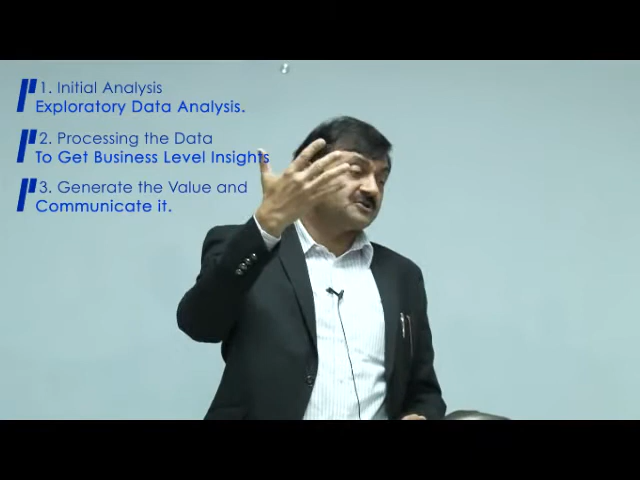 1. Initial Analysis
Exploratory Data Analysis.
2. Processing the Data
To Get Business Level Insights
3. Generate the Value and
Communicate it.